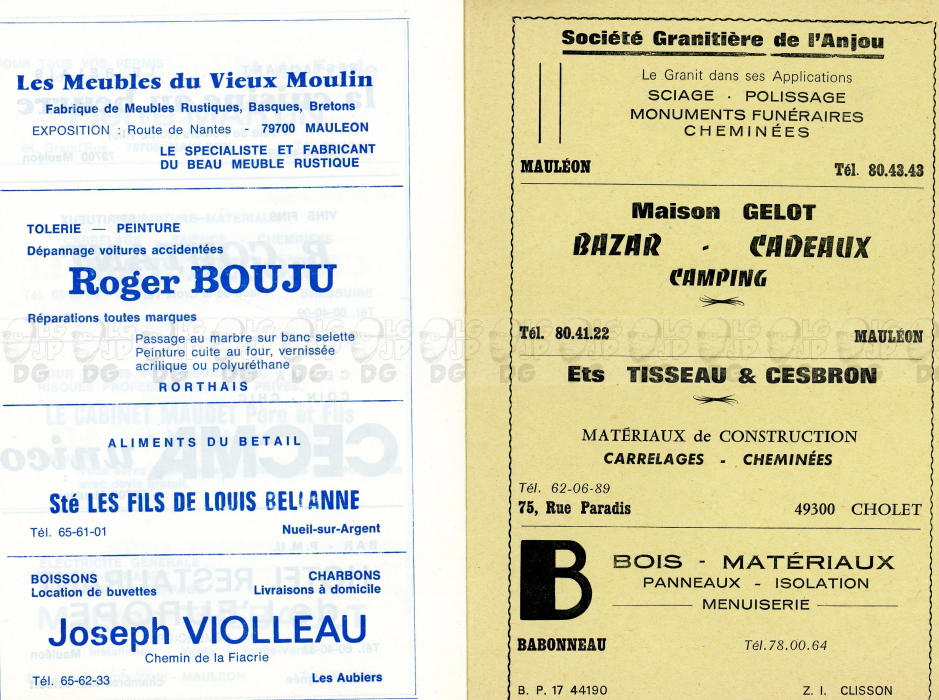 Les Meubles du Vieux Moulin
Fabrique de Meubles Rustiques, Basques, Bretons
EXPOSITION : Route de Nantes - 79700 MAULEON
LE SPECIALISTE ET FABRICANT
DU BEAU MEUBLE RUSTIQUE
TOLERIE — PEINTURE
Dépannage voitures accidentées
Roger BOUJU
Réparations toutes marques
Passage au marbre sur banc selette
Peinture cuite au four, vernissée
acrilique ou polyuréthane
RORTHAIS
ALIMENTS DU BETAIL
Sté LES FILS DE LOUIS BELLANNE
Tél. 65-61-01 Nueil-sur-Argent
BOISSONS CHARBONS
Location de buvettes Livraisons à domicile
Joseph VIOLLEAU
Chemin de la Fiacrie
Tél. 65-62-33 Les Aubiers
Société Granitière de l'Anjou
Le Granit dans ses Applications
SCIAGE · POLISSAGE
MONUMENTS FUNÉRAIRES
CHEMINÉES
MAULÉON Tél. 80.43.43
Maison GELOT
BAZAR - CADEAUX
CAMPING
Tél. 80.41.22 MAULÉON
Ets TISSEAU & CESBRON
MATÉRIAUX de CONSTRUCTION
CARRELAGES - CHEMINÉES
Tél. 62-06-89
75, Rue Paradis 49300 CHOLET
B BOIS - MATÉRIAUX
PANNEAUX - ISOLATION
MENUISERIE
BABONNEAU Tél.78.00.64
B. P. 17 44190 Z. I. CLISSON